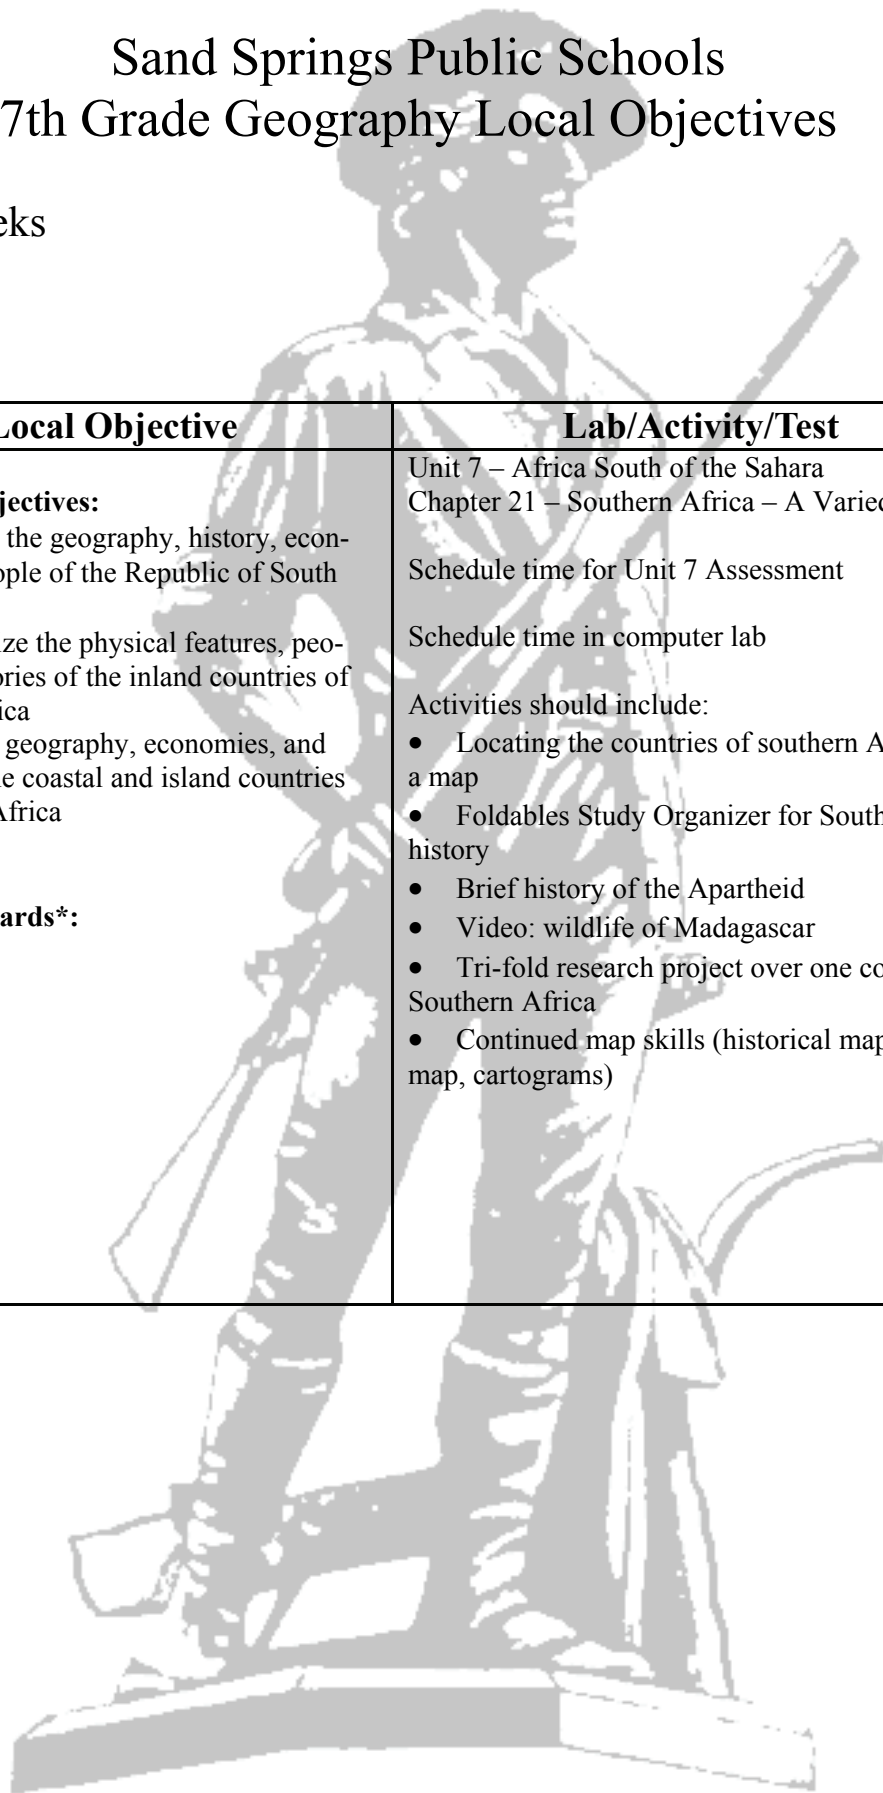 Sand Springs Public Schools
7th Grade Geography Local Objectives
eks
Local Objective
jectives:
the geography, history, econ-
ople of the Republic of South
ize the physical features, peo-
ories of the inland countries of
ica
geography, economies, and
e coastal and island countries
Africa
ards*:
Lab/Activity/Test
Unit 7 – Africa South of the Sahara
Chapter 21 – Southern Africa – A Varied
Schedule time for Unit 7 Assessment
Schedule time in computer lab
Activities should include:
• Locating the countries of southern A
a map
• Foldables Study Organizer for South
history
• Brief history of the Apartheid
• Video: wildlife of Madagascar
• Tri-fold research project over one co
Southern Africa
• Continued map skills (historical map
map, cartograms)